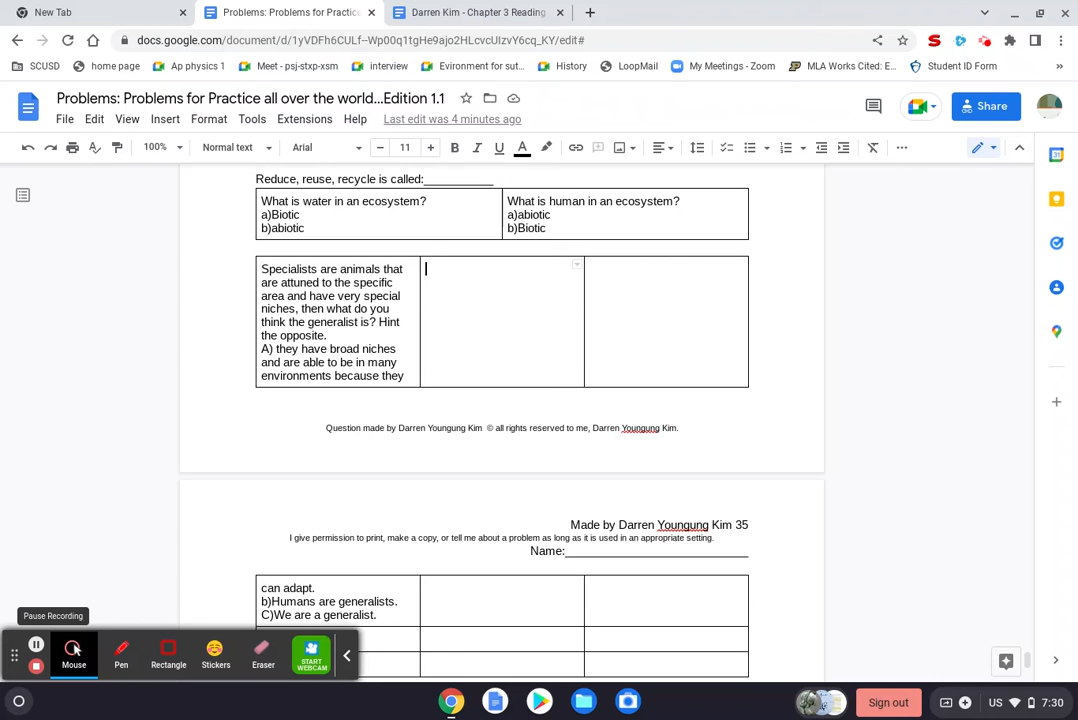 New Tab
Problems: Problems for Practice
Darren Kim - Chapter 3 Reading
docs.google.com/document/d/1yVDFh6CULf--Wp00q1tgHe9ajo2HLcvcUIzvY6cq_KY/edit#
SCUSD
home page
Ap physics 1
Meet - psj-stxp-xsm
interview
Evironment for sut...
History
LoopMail
My Meetings - Zoom
MLA Works Cited: E...
Student ID Form
Problems: Problems for Practice all over the world...Edition 1.1
Share
File Edit View Insert Format Tools Extensions Help Last edit was 4 minutes ago
100% Normal text Arial 11 B I U A
Reduce, reuse, recycle is called:__________
What is water in an ecosystem?
a)Biotic
b)abiotic
What is human in an ecosystem?
a)abiotic
b)Biotic
Specialists are animals that
are attuned to the specific
area and have very special
niches, then what do you
think the generalist is? Hint
the opposite.
A) they have broad niches
and are able to be in many
environments because they
Question made by Darren Youngung Kim © all rights reserved to me, Darren Youngung Kim.
Made by Darren Youngung Kim 35
I give permission to print, make a copy, or tell me about a problem as long as it is used in an appropriate setting.
Name:___________________________
can adapt.
b)Humans are generalists.
C)We are a generalist.
Pause Recording
Mouse
Pen
Rectangle
Stickers
Eraser
START
WEBCAM
Sign out
US
7:30